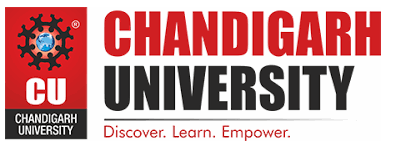 ®
CU
CHANDIGARH
UNIVERSITY
CHANDIGARH
UNIVERSITY
Discover. Learn. Empower.